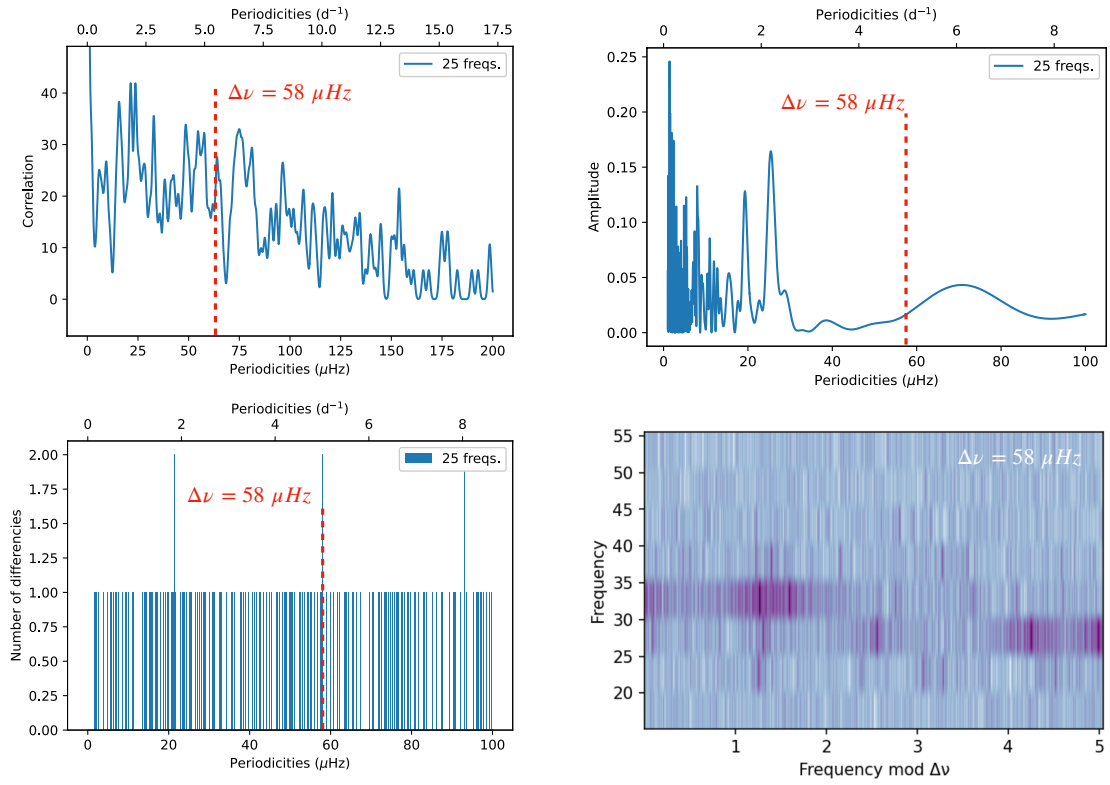 Periodicities (d⁻¹)
0.0 2.5 5.0 7.5 10.0 12.5 15.0 17.5
25 freqs.
Δν = 58 μHz
Correlation
40
30
20
10
0
0 25 50 75 100 125 150 175 200
Periodicities (μHz)
Periodicities (d⁻¹)
0 2 4 6 8
25 freqs.
Δν = 58 μHz
Amplitude
0.25
0.20
0.15
0.10
0.05
0.00
0 20 40 60 80 100
Periodicities (μHz)
Periodicities (d⁻¹)
0 2 4 6 8
25 freqs.
Δν = 58 μHz
Number of differencies
2.00
1.75
1.50
1.25
1.00
0.75
0.50
0.25
0.00
0 20 40 60 80 100
Periodicities (μHz)
Δν = 58 μHz
Frequency
55
50
45
40
35
30
25
20
1 2 3 4 5
Frequency mod Δν